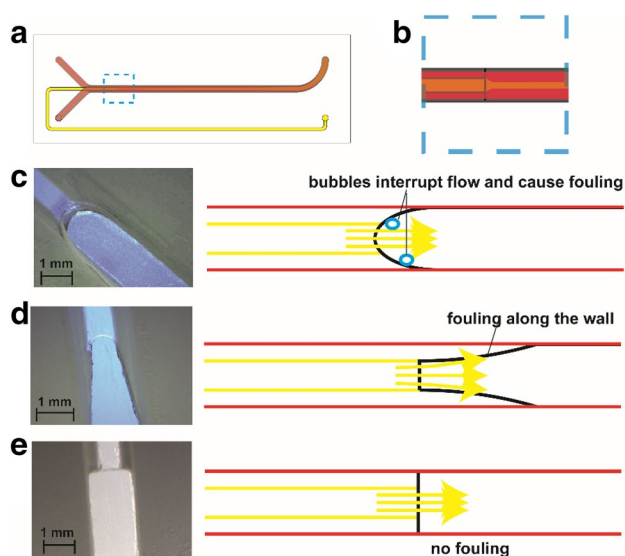 a
b
c
bubbles interrupt flow and cause fouling
1 mm
d
fouling along the wall
1 mm
e
1 mm
no fouling